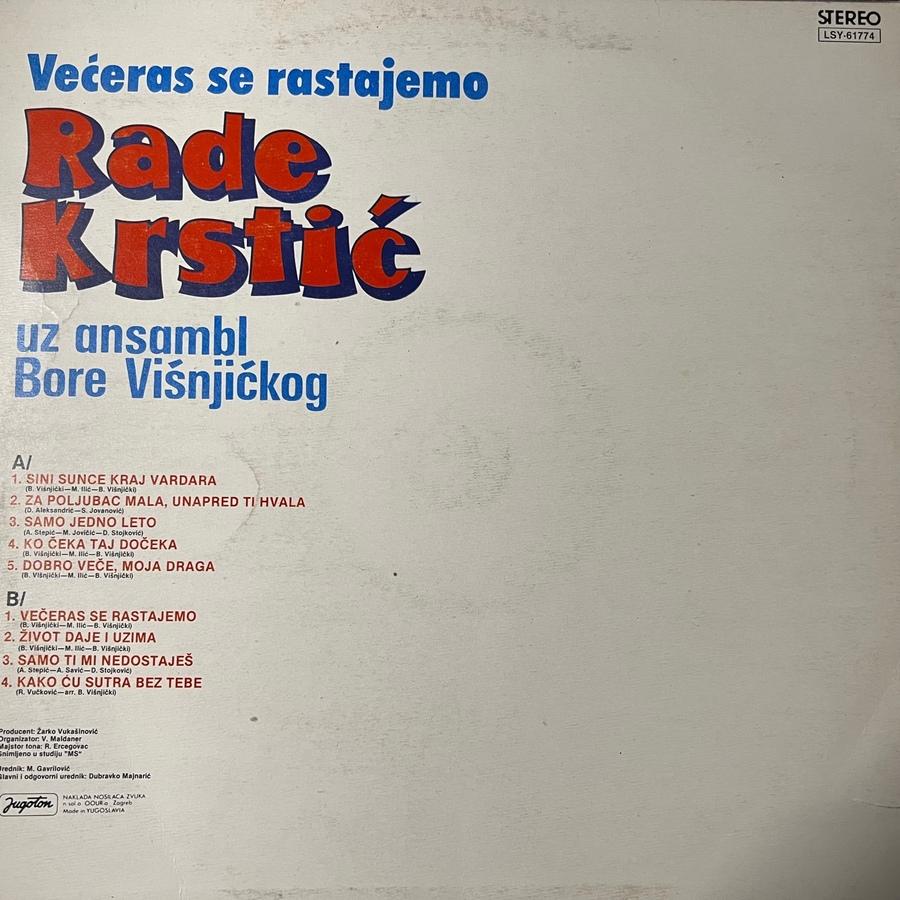 STEREO
LSY-61774
Većeras se rastajemo
Rade
Krstić
uz ansambl
Bore Viśnjićkog
A/
1. SINI SUNCE KRAJ VARDARA
(B. Višnjički—M. Ilić—B. Višnjički)
2. ZA POLJUBAC MALA, UNAPRED TI HVALA
(D. Aleksandrić—S. Jovanović)
3. SAMO JEDNO LETO
(A. Stepić—M. Jovičić—D. Stojković)
4. KO ČEKA TAJ DOČEKA
(B. Višnjički—M. Ilić—B. Višnjički)
5. DOBRO VEČE, MOJA DRAGA
(B. Višnjički—M. Ilić—B. Višnjički)
B/
1. VEČERAS SE RASTAJEMO
(B. Višnjički—M. Ilić—B. Višnjički)
2. ŽIVOT DAJE I UZIMA
(B. Višnjički—M. Ilić—B. Višnjički)
3. SAMO TI MI NEDOSTAJEŠ
(A. Stepić—A. Savić—D. Stojković)
4. KAKO ĆU SUTRA BEZ TEBE
(R. Vučković—arr. B. Višnjički)
Producent: Žarko Vukašinović
Organizator: V. Maldaner
Majstor tona: R. Ercegovac
Snimljeno u studiju "MS"
Urednik: M. Gavrilović
Glavni i odgovorni urednik: Dubravko Majnarić
Jugoton
NAKLADA NOSILACA ZVUKA
n sol o OOUR-a Zagreb
Made in YUGOSLAVIA